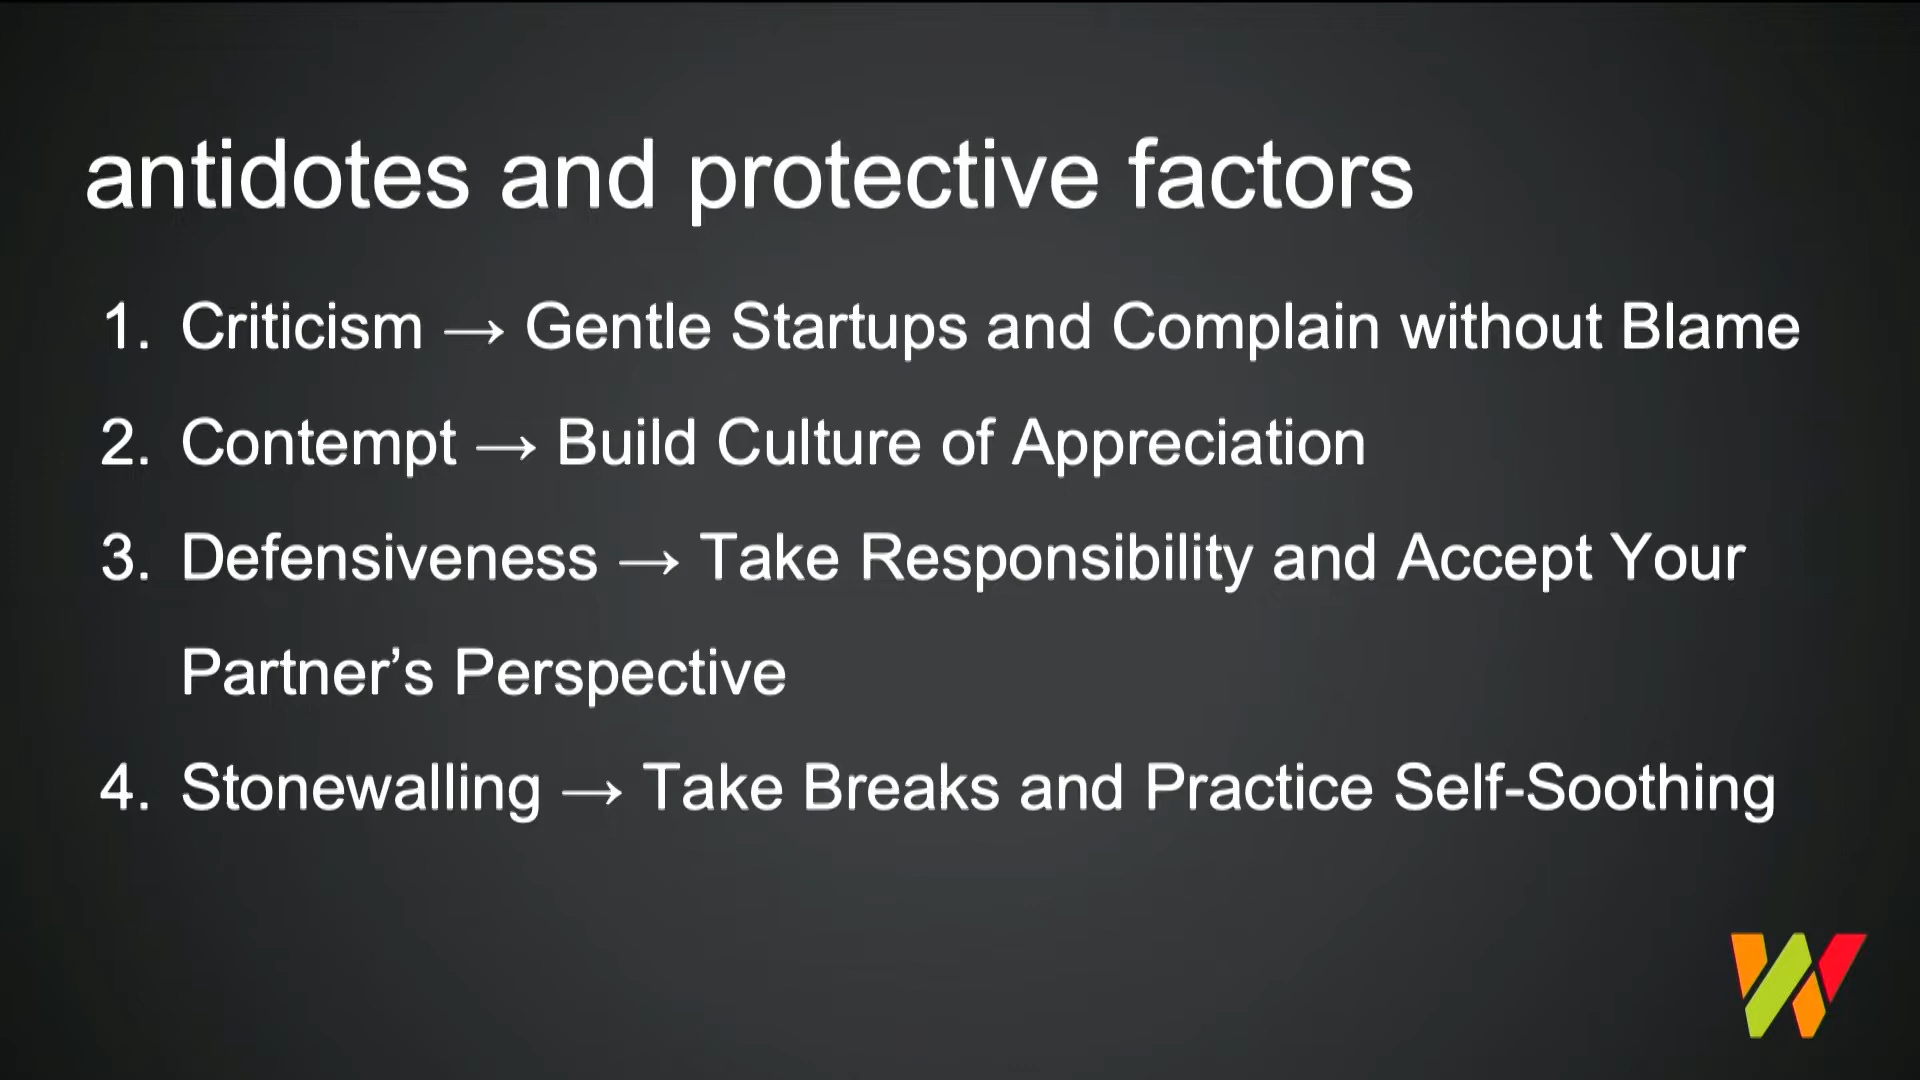 antidotes and protective factors
1. Criticism → Gentle Startups and Complain without Blame
2. Contempt → Build Culture of Appreciation
3. Defensiveness → Take Responsibility and Accept Your
Partner’s Perspective
4. Stonewalling → Take Breaks and Practice Self-Soothing